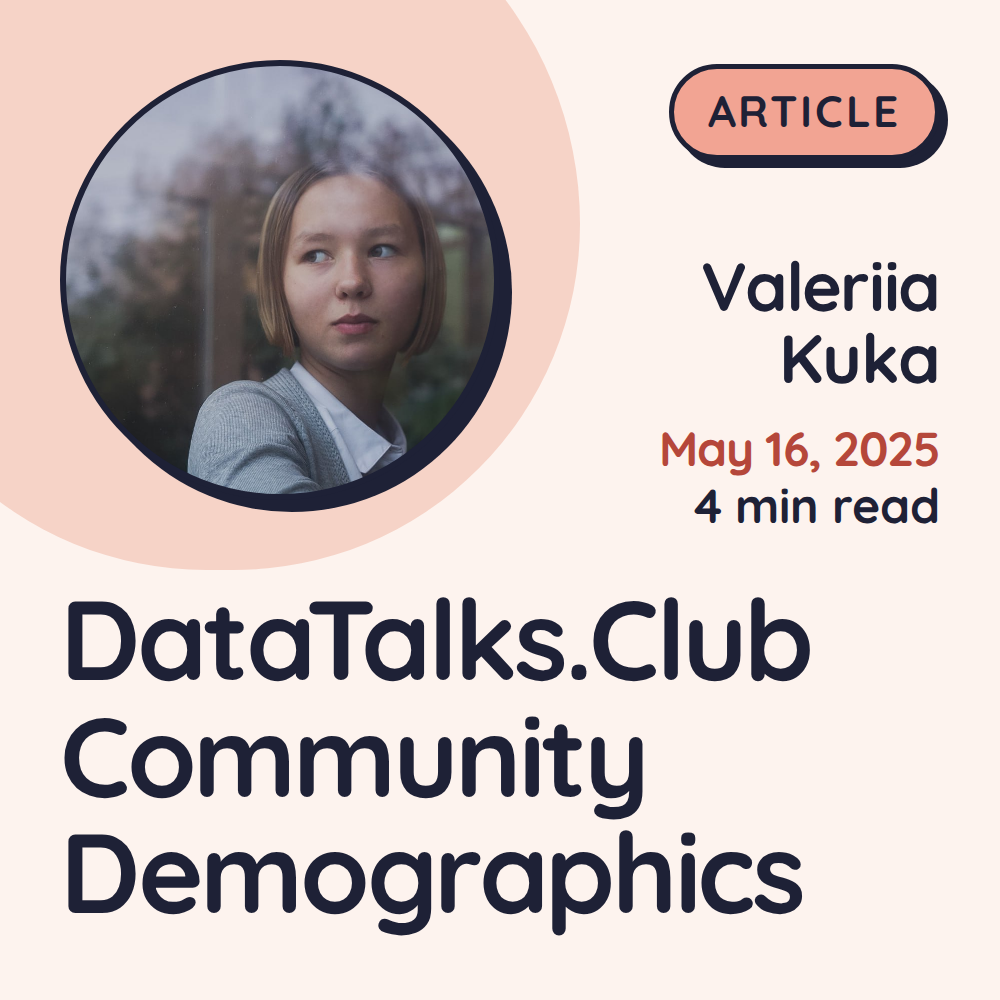 ARTICLE
Valeriia
Kuka
May 16, 2025
4 min read
DataTalks.Club
Community
Demographics